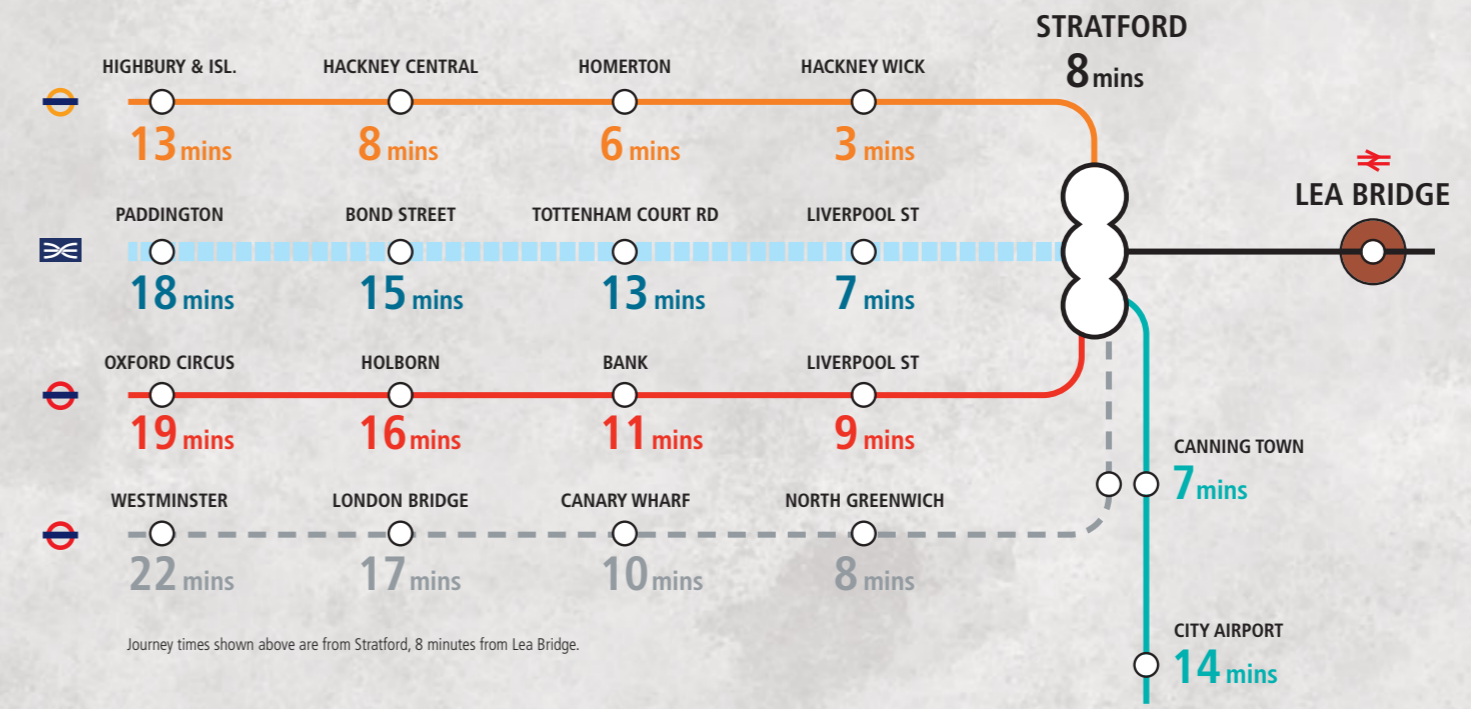 STRATFORD
8 mins
HIGHBURY & ISL.
HACKNEY CENTRAL
HOMERTON
HACKNEY WICK
13 mins
8 mins
6 mins
3 mins
LEA BRIDGE
PADDINGTON
BOND STREET
TOTTENHAM COURT RD
LIVERPOOL ST
18 mins
15 mins
13 mins
7 mins
OXFORD CIRCUS
HOLBORN
BANK
LIVERPOOL ST
19 mins
16 mins
11 mins
9 mins
WESTMINSTER
LONDON BRIDGE
CANARY WHARF
NORTH GREENWICH
22 mins
17 mins
10 mins
8 mins
CANNING TOWN
7 mins
CITY AIRPORT
14 mins
Journey times shown above are from Stratford, 8 minutes from Lea Bridge.